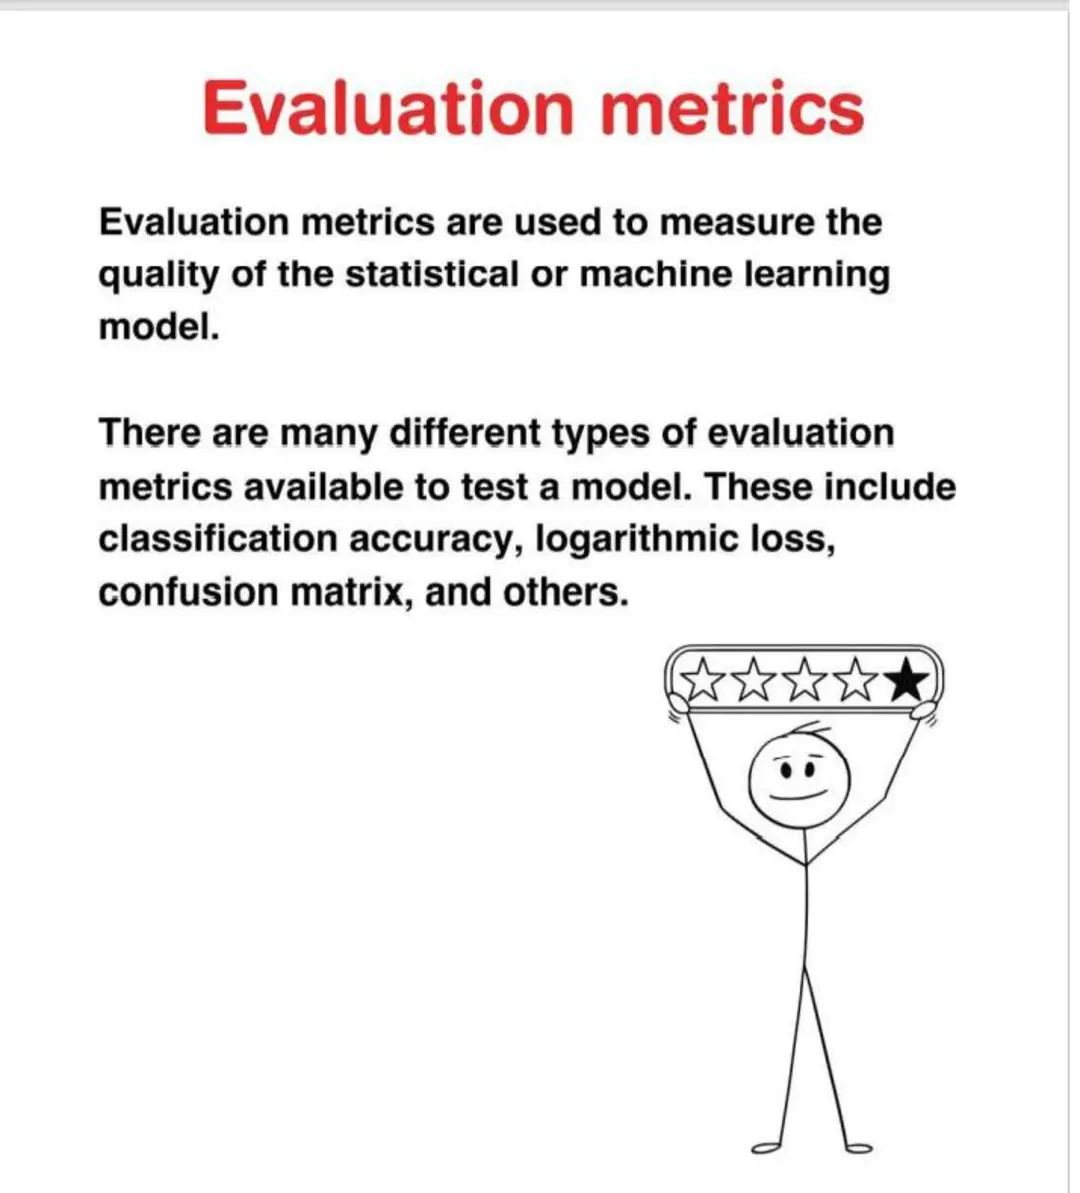 Evaluation metrics
Evaluation metrics are used to measure the
quality of the statistical or machine learning
model.
There are many different types of evaluation
metrics available to test a model. These include
classification accuracy, logarithmic loss,
confusion matrix, and others.